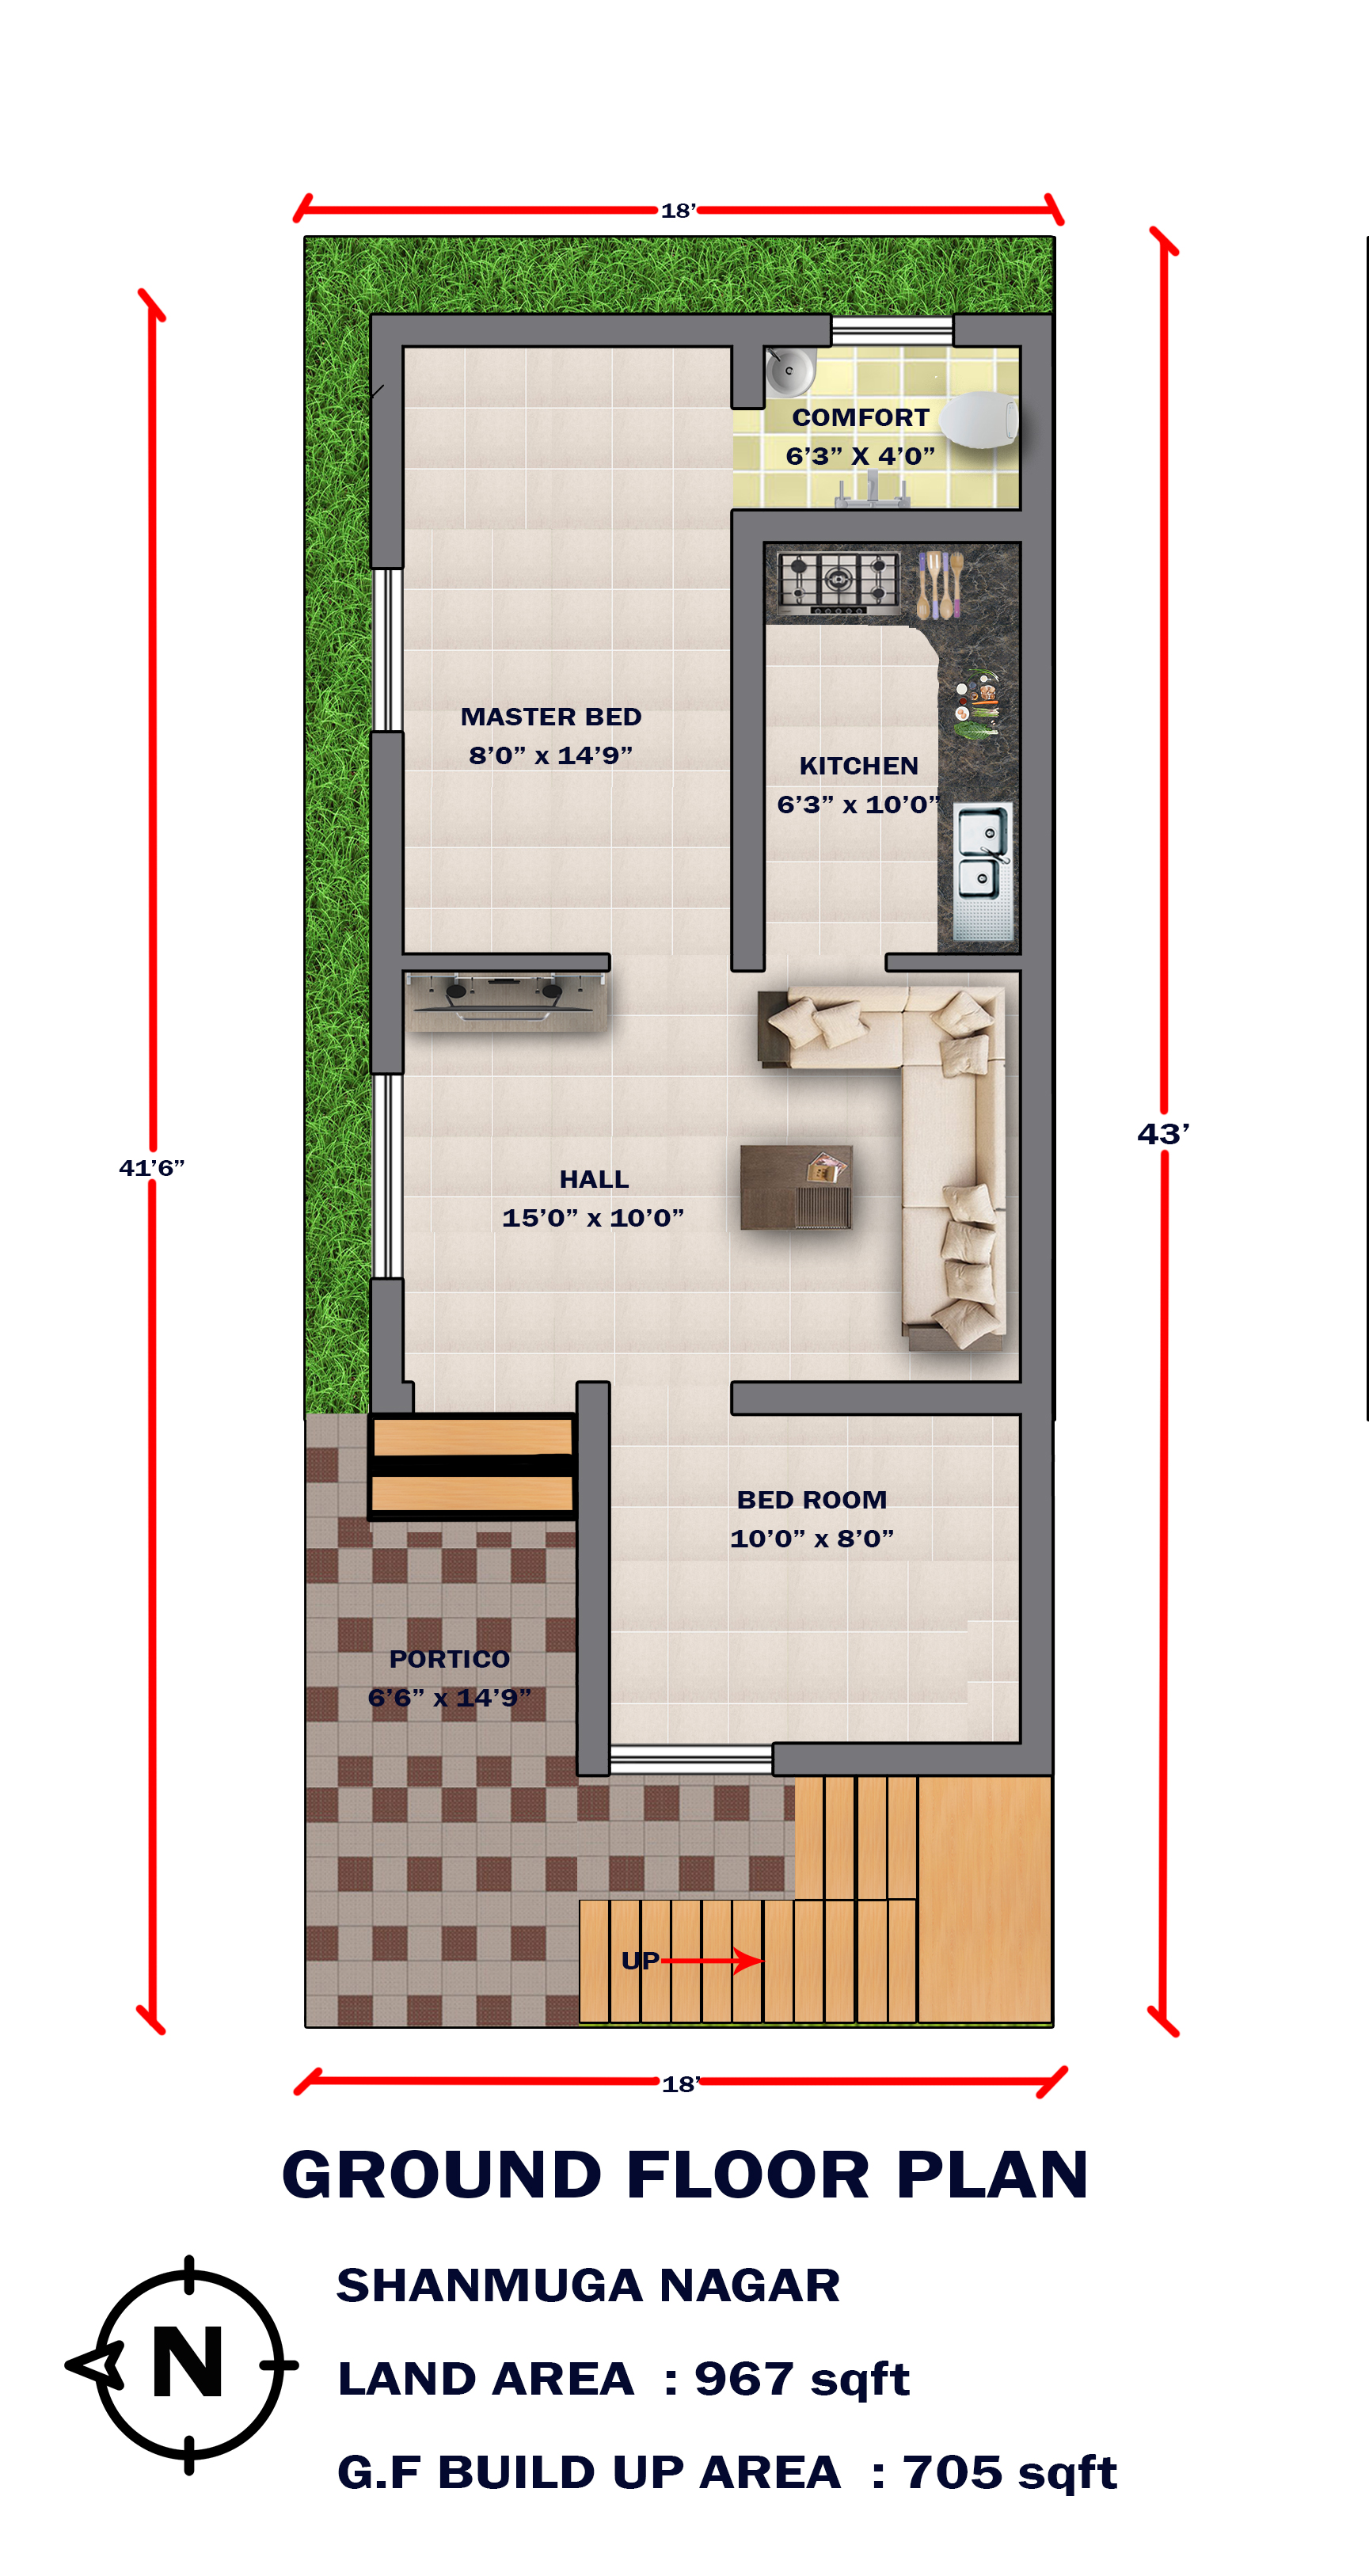 18’
COMFORT
6’3” X 4’0”
MASTER BED
8’0” x 14’9”
KITCHEN
6’3” x 10’0”
41’6”
43’
HALL
15’0” x 10’0”
BED ROOM
10’0” x 8’0”
PORTICO
6’6” x 14’9”
UP
18’
GROUND FLOOR PLAN
N
SHANMUGA NAGAR
LAND AREA : 967 sqft
G.F BUILD UP AREA : 705 sqft